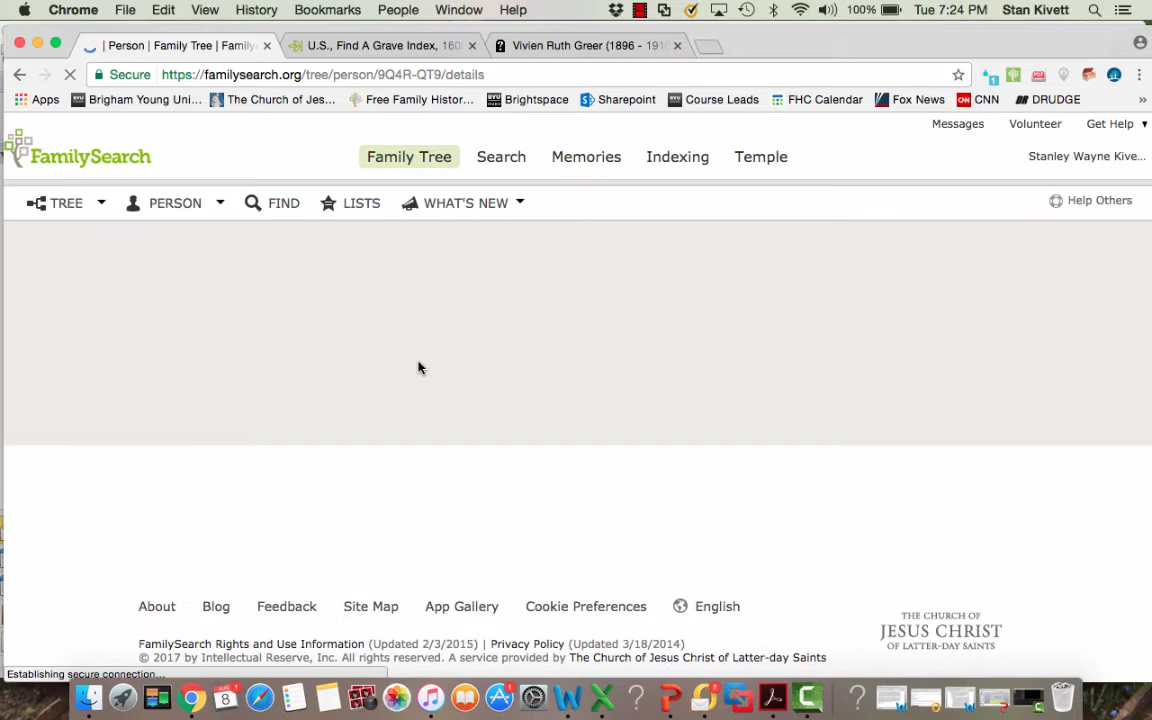 Chrome File Edit View History Bookmarks People Window Help 100% Tue 7:24 PM Stan Kivett
| Person | Family Tree | Family U.S., Find A Grave Index, 160 Vivien Ruth Greer (1896 - 191
Secure https://familysearch.org/tree/person/9Q4R-QT9/details
Apps Brigham Young Uni... The Church of Jes... Free Family Histor... Brightspace Sharepoint Course Leads FHC Calendar Fox News CNN DRUDGE »
Messages Volunteer Get Help
FamilySearch Family Tree Search Memories Indexing Temple Stanley Wayne Kive...
TREE PERSON FIND LISTS WHAT'S NEW Help Others
About Blog Feedback Site Map App Gallery Cookie Preferences English
THE CHURCH OF
JESUS CHRIST
OF LATTER-DAY SAINTS
FamilySearch Rights and Use Information (Updated 2/3/2015) | Privacy Policy (Updated 3/18/2014)
© 2017 by Intellectual Reserve, Inc. All rights reserved. A service provided by The Church of Jesus Christ of Latter-day Saints
Establishing secure connection...